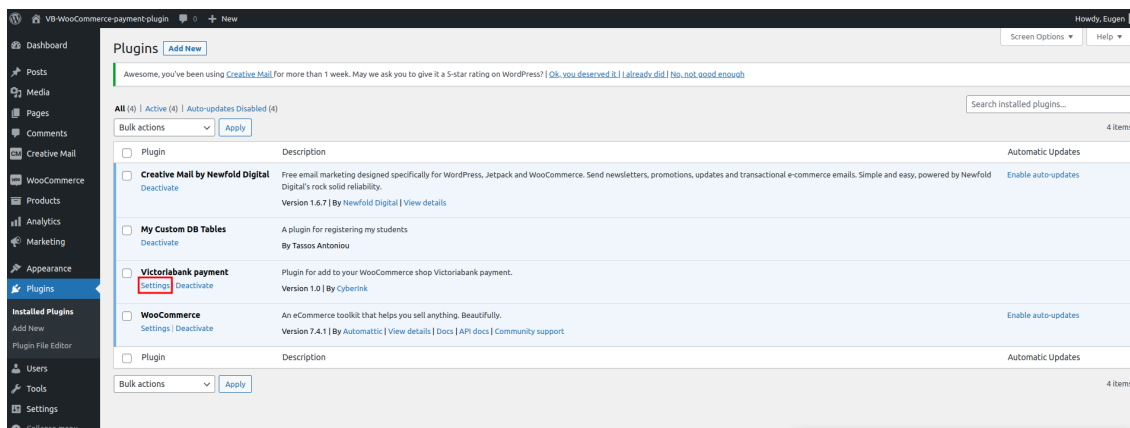 VB-WooCommerce-payment-plugin 0 + New Howdy, Eugen
Dashboard
Posts
Media
Pages
Comments
CM Creative Mail
WooCommerce
Products
Analytics
Marketing
Appearance
Plugins
Installed Plugins
Add New
Plugin File Editor
Users
Tools
Settings
Collapse menu
Screen Options ▼ Help ▼
Plugins Add New
Awesome, you've been using Creative Mail for more than 1 week. May we ask you to give it a 5-star rating on WordPress? | Ok, you deserved it | I already did | No, not good enough
All (4) | Active (4) | Auto-updates Disabled (4)
Search installed plugins...
Bulk actions Apply 4 items
Plugin Description Automatic Updates
Creative Mail by Newfold Digital Free email marketing designed specifically for WordPress, Jetpack and WooCommerce. Send newsletters, promotions, updates and transactional e-commerce emails. Simple and easy, powered by Newfold Enable auto-updates
Deactivate Digital's rock solid reliability.
Version 1.6.7 | By Newfold Digital | View details
My Custom DB Tables A plugin for registering my students
Deactivate
By Tassos Antoniou
Victoriabank payment Plugin for add to your WooCommerce shop Victoriabank payment.
Settings | Deactivate
Version 1.0 | By CyberInk
WooCommerce An eCommerce toolkit that helps you sell anything. Beautifully. Enable auto-updates
Settings | Deactivate
Version 7.4.1 | By Automattic | View details | Docs | API docs | Community support
Plugin Description Automatic Updates
Bulk actions Apply 4 items